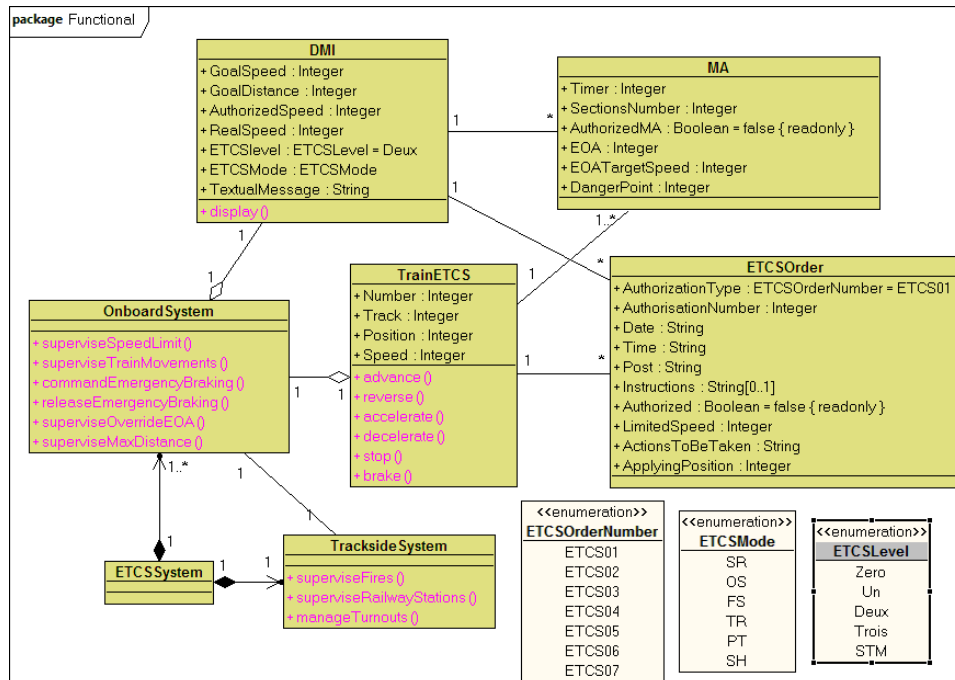 package Functional
DMI
+ GoalSpeed : Integer
+ GoalDistance : Integer
+ AuthorizedSpeed : Integer
+ RealSpeed : Integer
+ ETCSlevel : ETCSLevel = Deux
+ ETCSMode : ETCSMode
+ TextualMessage : String
+ display()
MA
+ Timer : Integer
+ SectionsNumber : Integer
+ AuthorizedMA : Boolean = false { readonly }
+ EOA : Integer
+ EOATargetSpeed : Integer
+ DangerPoint : Integer
1
*
1
*
1
1
1..*
1
OnboardSystem
+ superviseSpeedLimit()
+ superviseTrainMovements()
+ commandEmergencyBraking()
+ releaseEmergencyBraking()
+ superviseOverrideEOA()
+ superviseMaxDistance()
TrainETCS
+ Number : Integer
+ Track : Integer
+ Position : Integer
+ Speed : Integer
+ advance()
+ reverse()
+ accelerate()
+ decelerate()
+ stop()
+ brake()
ETCSOrder
+ AuthorizationType : ETCSOrderNumber = ETCS01
+ AuthorisationNumber : Integer
+ Date : String
+ Time : String
+ Post : String
+ Instructions : String[0..1]
+ Authorized : Boolean = false { readonly }
+ LimitedSpeed : Integer
+ ActionsToBeTaken : String
+ ApplyingPosition : Integer
1
1
1
*
1..*
1
1
1
1
ETCSSystem
TracksideSystem
+ superviseFires()
+ superviseRailwayStations()
+ manageTurnouts()
<<enumeration>>
ETCSOrderNumber
ETCS01
ETCS02
ETCS03
ETCS04
ETCS05
ETCS06
ETCS07
<<enumeration>>
ETCSMode
SR
OS
FS
TR
PT
SH
<<enumeration>>
ETCSLevel
Zero
Un
Deux
Trois
STM